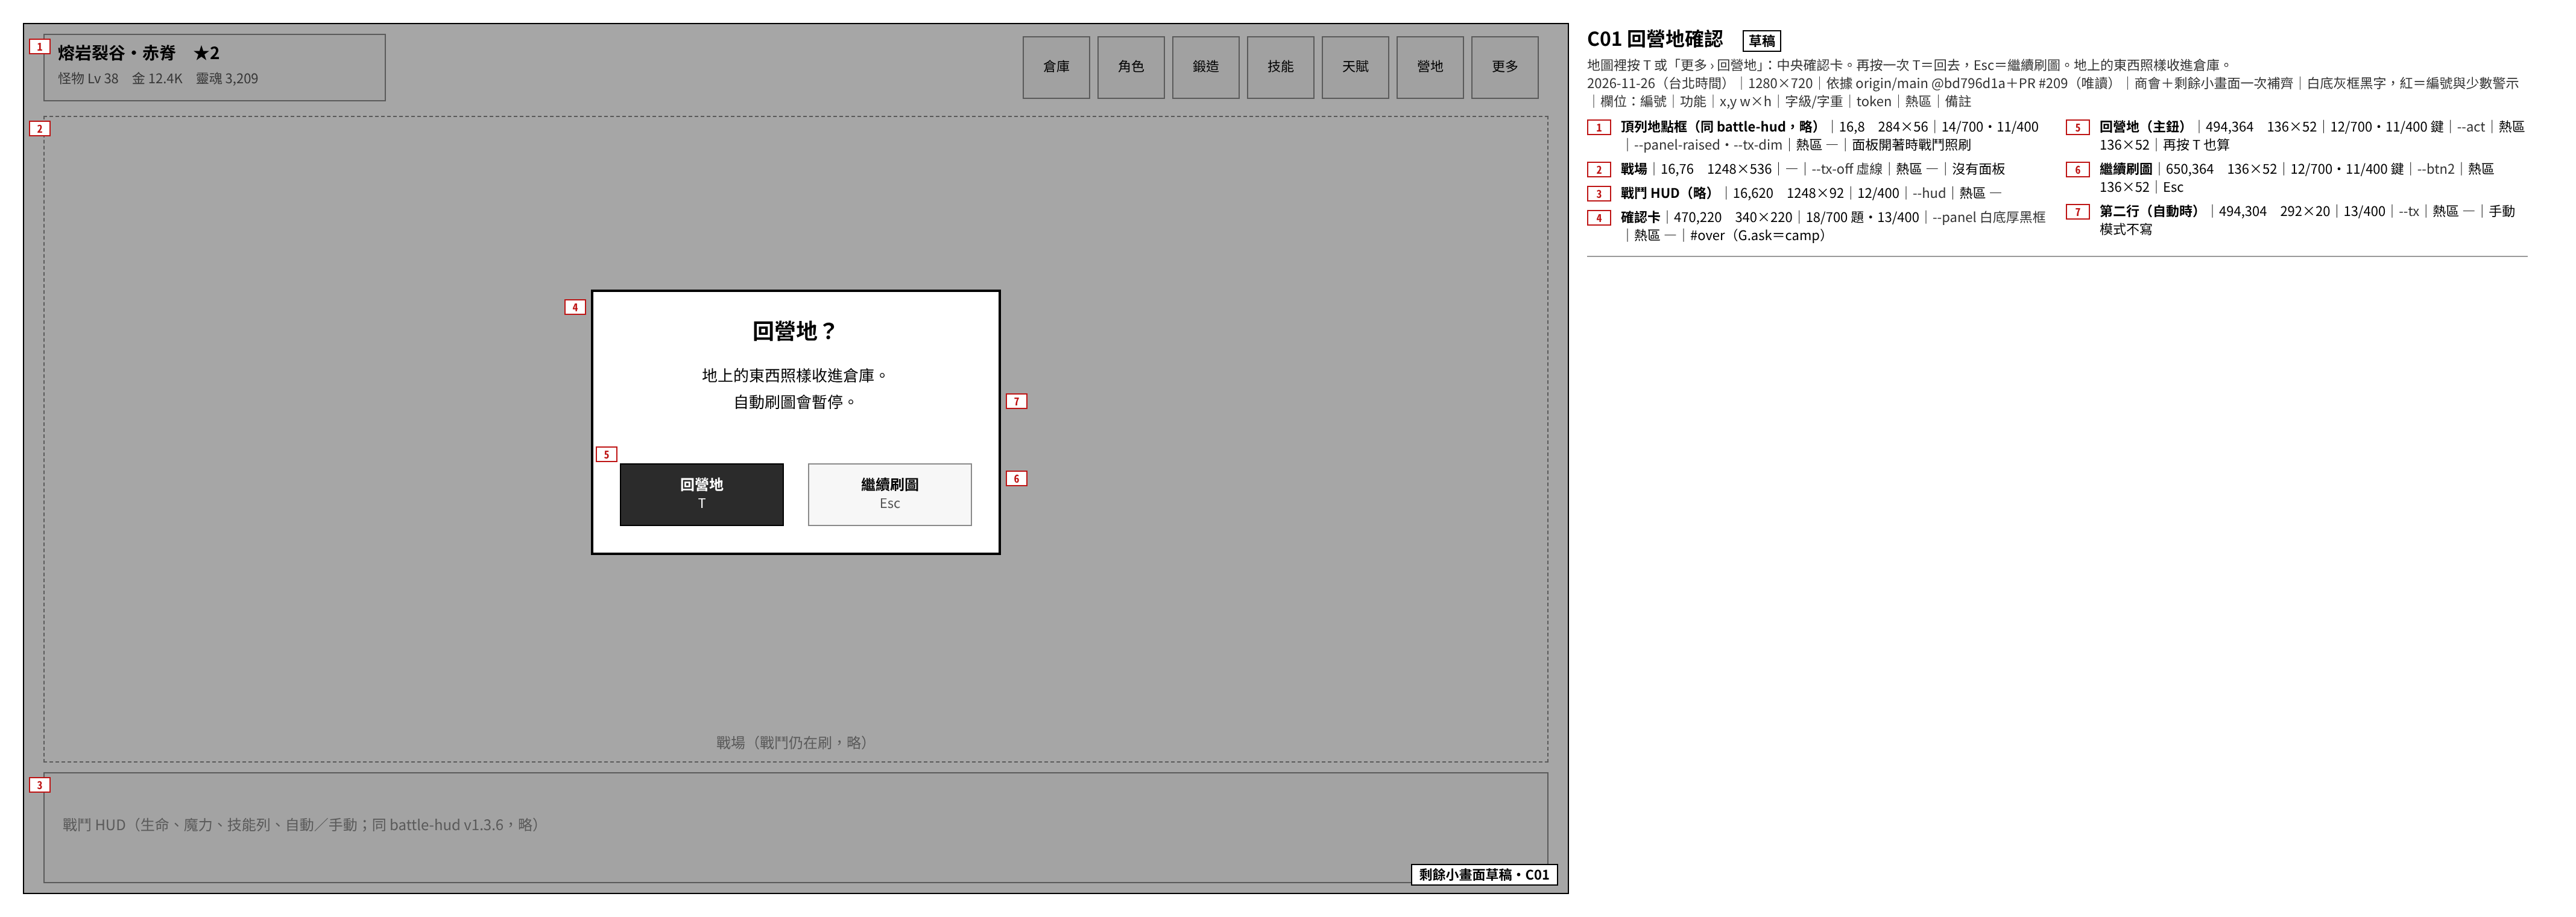 1
熔岩裂谷・赤脊　★2
怪物 Lv 38　金 12.4K　靈魂 3,209
倉庫
角色
鍛造
技能
天賦
營地
更多
2
4
回營地？
地上的東西照樣收進倉庫。
自動刷圖會暫停。
7
5
回營地
T
繼續刷圖
Esc
6
戰場（戰鬥仍在刷，略）
3
戰鬥 HUD（生命、魔力、技能列、自動／手動；同 battle-hud v1.3.6，略）
剩餘小畫面草稿・C01
C01 回營地確認
草稿
地圖裡按 T 或「更多 › 回營地」：中央確認卡。再按一次 T＝回去，Esc＝繼續刷圖。地上的東西照樣收進倉庫。
2026-11-26（台北時間）｜1280×720｜依據 origin/main @bd796d1a＋PR #209（唯讀）｜商會＋剩餘小畫面一次補齊｜白底灰框黑字，紅＝編號與少數警示
｜欄位：編號｜功能｜x,y w×h｜字級/字重｜token｜熱區｜備註
1
頂列地點框（同 battle-hud，略）｜16,8　284×56｜14/700・11/400
｜--panel-raised・--tx-dim｜熱區 —｜面板開著時戰鬥照刷
2
戰場｜16,76　1248×536｜—｜--tx-off 虛線｜熱區 —｜沒有面板
3
戰鬥 HUD（略）｜16,620　1248×92｜12/400｜--hud｜熱區 —
4
確認卡｜470,220　340×220｜18/700 題・13/400｜--panel 白底厚黑框
｜熱區 —｜#over（G.ask＝camp）
5
回營地（主鈕）｜494,364　136×52｜12/700・11/400 鍵｜--act｜熱區
136×52｜再按 T 也算
6
繼續刷圖｜650,364　136×52｜12/700・11/400 鍵｜--btn2｜熱區
136×52｜Esc
7
第二行（自動時）｜494,304　292×20｜13/400｜--tx｜熱區 —｜手動
模式不寫